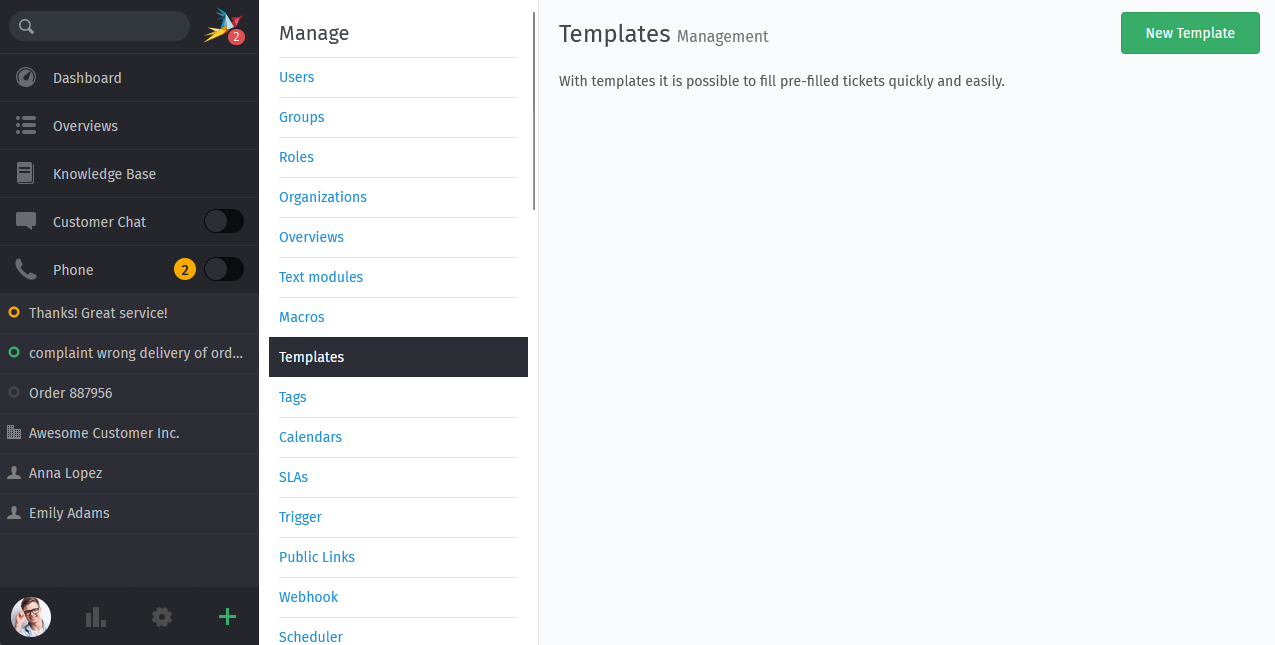 2
Dashboard
Overviews
Knowledge Base
Customer Chat
Phone 2
Thanks! Great service!
complaint wrong delivery of ord...
Order 887956
Awesome Customer Inc.
Anna Lopez
Emily Adams
Manage
Users
Groups
Roles
Organizations
Overviews
Text modules
Macros
Templates
Tags
Calendars
SLAs
Trigger
Public Links
Webhook
Scheduler
Templates Management
New Template
With templates it is possible to fill pre-filled tickets quickly and easily.